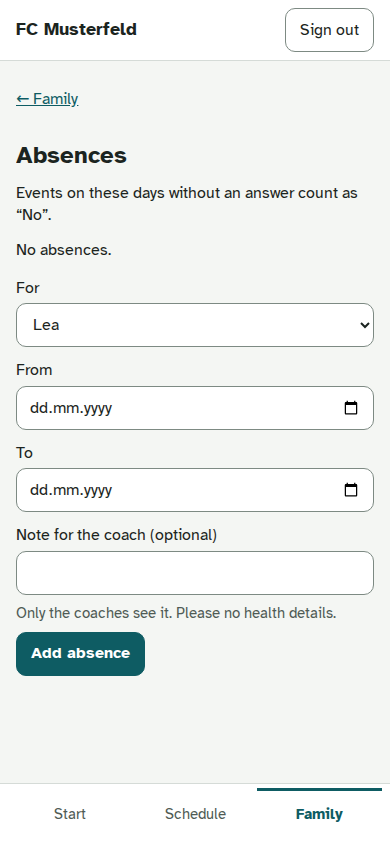 FC Musterfeld
Sign out
← Family
Absences
Events on these days without an answer count as
“No”.
No absences.
For
Lea
From
dd.mm.yyyy
To
dd.mm.yyyy
Note for the coach (optional)
Only the coaches see it. Please no health details.
Add absence
Start
Schedule
Family